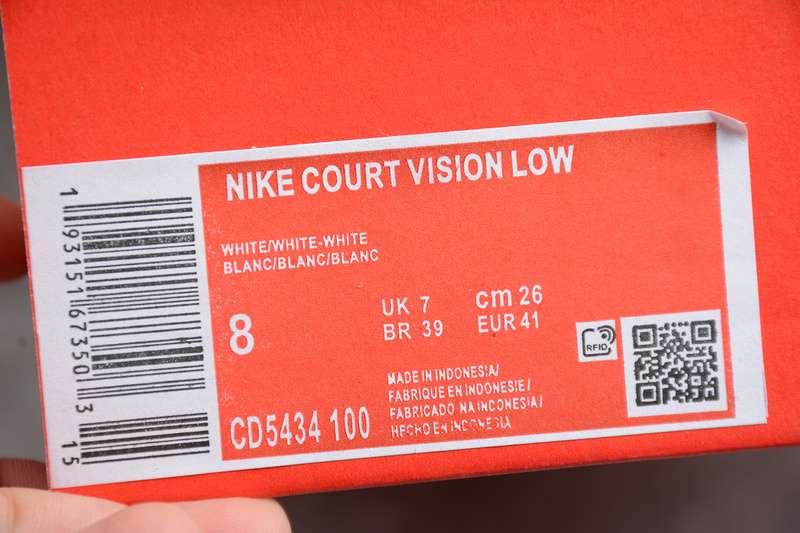 NIKE COURT VISION LOW
WHITE/WHITE-WHITE
BLANC/BLANC/BLANC
8
UK 7
cm 26
BR 39
EUR 41
CD5434 100
MADE IN INDONESIA/
FABRIQUE EN INDONESIE/
FABRICADO NA INDONESIA/
HECHO EN INDONESIA
RFID
1 93151 67350 3
15